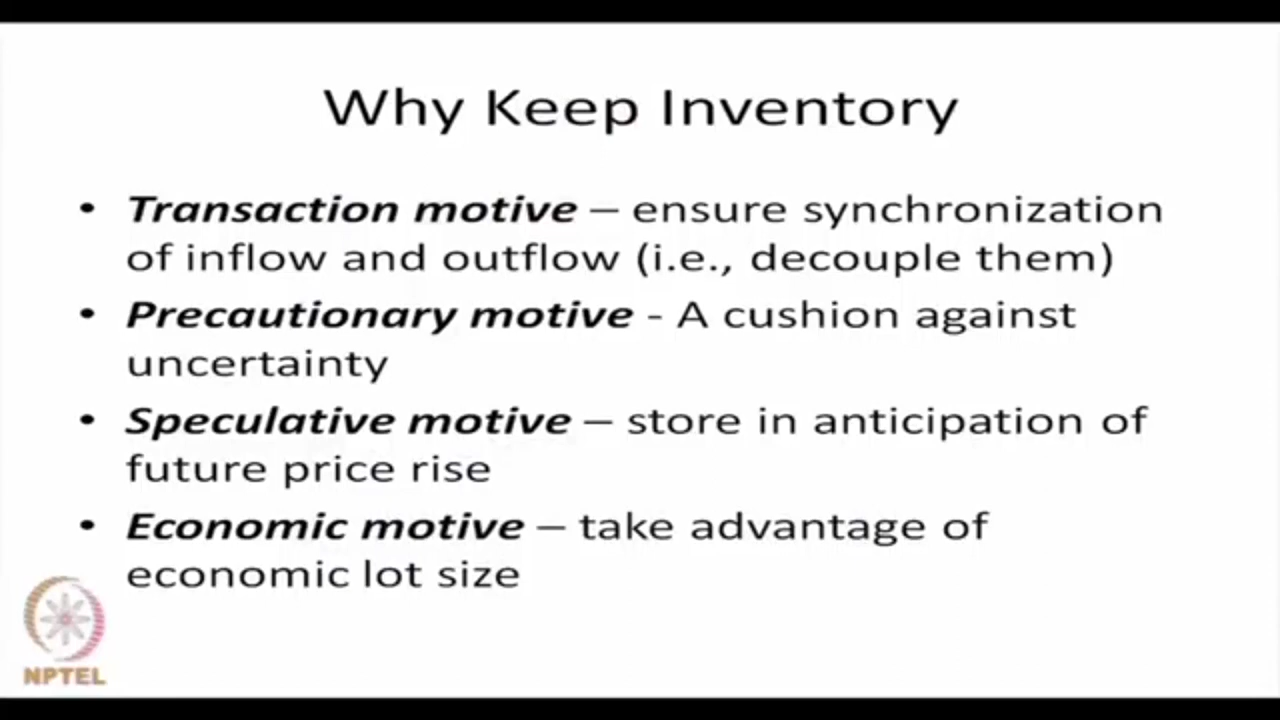 Why Keep Inventory
• Transaction motive – ensure synchronization
of inflow and outflow (i.e., decouple them)
• Precautionary motive - A cushion against
uncertainty
• Speculative motive – store in anticipation of
future price rise
• Economic motive – take advantage of
economic lot size
NPTEL